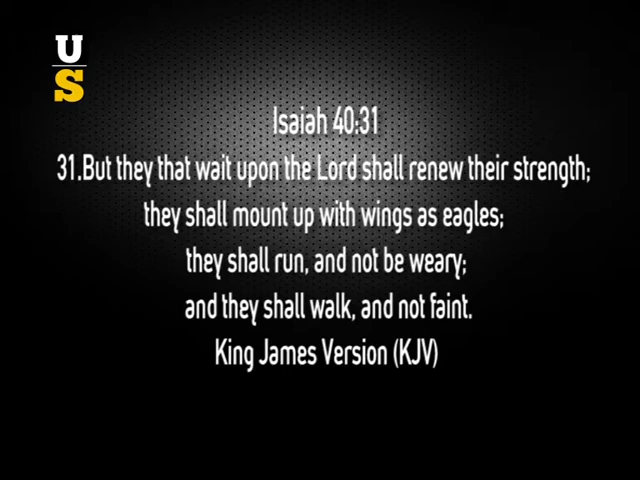 U
S
Isaiah 40:31
31.But they that wait upon the Lord shall renew their strength;
they shall mount up with wings as eagles;
they shall run, and not be weary;
and they shall walk, and not faint.
King James Version (KJV)